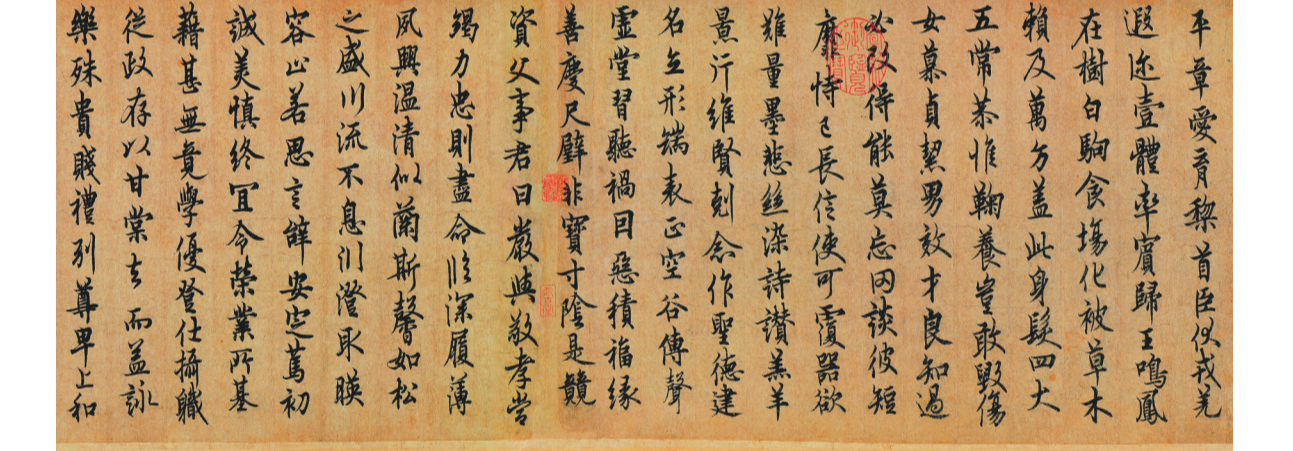 平章愛育黎首臣伏戎羌
遐迩壹體率賓歸王鳴鳳
在樹白駒食場化被草木
賴及萬方盖此身髮四大
五常恭惟鞠養豈敢毀傷
女慕貞絜男效才良知過
必改得能莫忘罔談彼短
靡恃己長信使可覆器欲
難量墨悲絲染詩讚羔羊
景行維賢剋念作聖德建
名立形端表正空谷傳聲
虛堂習聽禍因惡積福緣
善慶尺璧非寶寸陰是競
資父事君曰嚴與敬孝當
竭力忠則盡命臨深履薄
夙興温清似蘭斯馨如松
之盛川流不息渊澄取暎
容止若思言辭安定篤初
誠美慎終宜令榮業所基
藉甚無竟學優登仕攝職
從政存以甘棠去而益詠
樂殊貴賤禮別尊卑上和